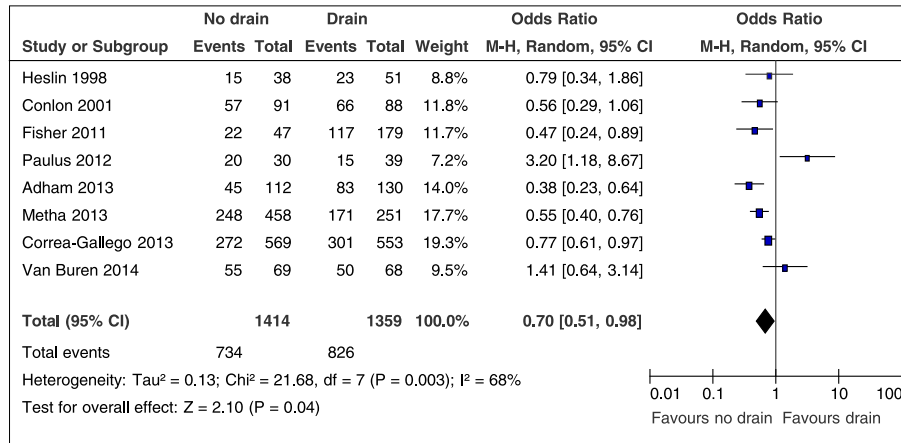 No drain Drain Odds Ratio Odds Ratio
Study or Subgroup Events Total Events Total Weight M-H, Random, 95% CI M-H, Random, 95% CI
Heslin 1998 15 38 23 51 8.8% 0.79 [0.34, 1.86]
Conlon 2001 57 91 66 88 11.8% 0.56 [0.29, 1.06]
Fisher 2011 22 47 117 179 11.7% 0.47 [0.24, 0.89]
Paulus 2012 20 30 15 39 7.2% 3.20 [1.18, 8.67]
Adham 2013 45 112 83 130 14.0% 0.38 [0.23, 0.64]
Metha 2013 248 458 171 251 17.7% 0.55 [0.40, 0.76]
Correa-Gallego 2013 272 569 301 553 19.3% 0.77 [0.61, 0.97]
Van Buren 2014 55 69 50 68 9.5% 1.41 [0.64, 3.14]
Total (95% CI) 1414 1359 100.0% 0.70 [0.51, 0.98]
Total events 734 826
Heterogeneity: Tau² = 0.13; Chi² = 21.68, df = 7 (P = 0.003); I² = 68%
Test for overall effect: Z = 2.10 (P = 0.04)
0.01 0.1 1 10 100
Favours no drain Favours drain